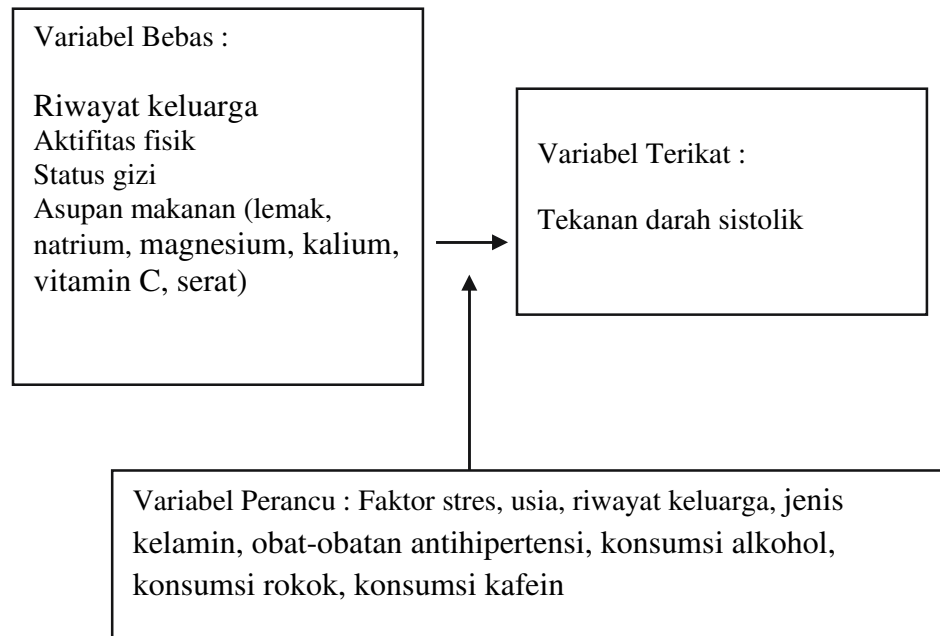 Variabel Bebas :
Riwayat keluarga
Aktifitas fisik
Status gizi
Asupan makanan (lemak,
natrium, magnesium, kalium,
vitamin C, serat)
Variabel Terikat :
Tekanan darah sistolik
Variabel Perancu : Faktor stres, usia, riwayat keluarga, jenis
kelamin, obat-obatan antihipertensi, konsumsi alkohol,
konsumsi rokok, konsumsi kafein